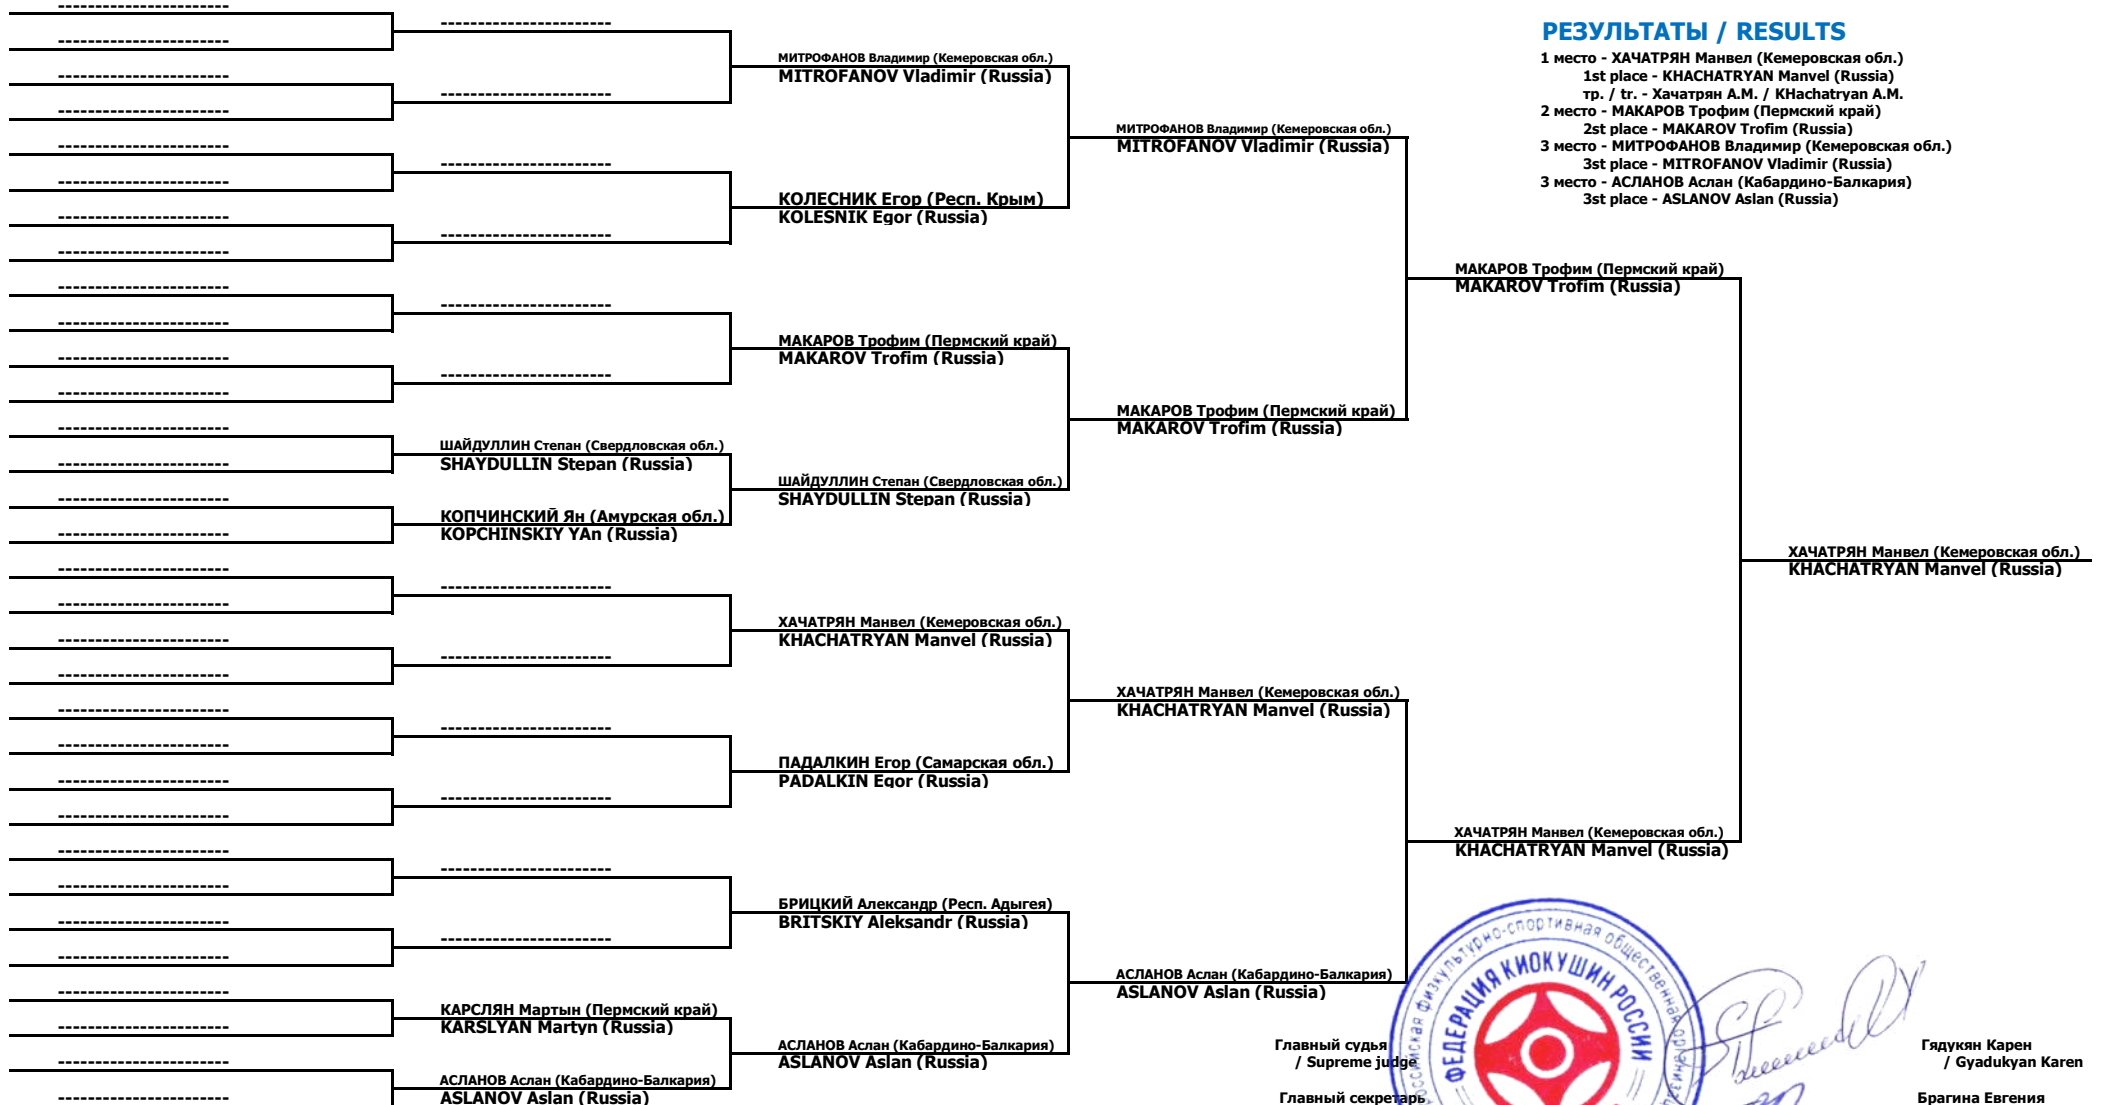 РЕЗУЛЬТАТЫ / RESULTS
1 место - ХАЧАТРЯН Манвел (Кемеровская обл.)
1st place - KHACHATRYAN Manvel (Russia)
тр. / tr. - Хачатрян А.М. / KHachatryan A.M.
2 место - МАКАРОВ Трофим (Пермский край)
2st place - MAKAROV Trofim (Russia)
3 место - МИТРОФАНОВ Владимир (Кемеровская обл.)
3st place - MITROFANOV Vladimir (Russia)
3 место - АСЛАНОВ Аслан (Кабардино-Балкария)
3st place - ASLANOV Aslan (Russia)
ШАЙДУЛЛИН Степан (Свердловская обл.)
SHAYDULLIN Stepan (Russia)
КОПЧИНСКИЙ Ян (Амурская обл.)
KOPCHINSKIY YAn (Russia)
КАРСЛЯН Мартын (Пермский край)
KARSLYAN Martyn (Russia)
АСЛАНОВ Аслан (Кабардино-Балкария)
ASLANOV Aslan (Russia)
МИТРОФАНОВ Владимир (Кемеровская обл.)
MITROFANOV Vladimir (Russia)
КОЛЕСНИК Егор (Респ. Крым)
KOLESNIK Egor (Russia)
МАКАРОВ Трофим (Пермский край)
MAKAROV Trofim (Russia)
ШАЙДУЛЛИН Степан (Свердловская обл.)
SHAYDULLIN Stepan (Russia)
ХАЧАТРЯН Манвел (Кемеровская обл.)
KHACHATRYAN Manvel (Russia)
ПАДАЛКИН Егор (Самарская обл.)
PADALKIN Egor (Russia)
БРИЦКИЙ Александр (Респ. Адыгея)
BRITSKIY Aleksandr (Russia)
АСЛАНОВ Аслан (Кабардино-Балкария)
ASLANOV Aslan (Russia)
МИТРОФАНОВ Владимир (Кемеровская обл.)
MITROFANOV Vladimir (Russia)
МАКАРОВ Трофим (Пермский край)
MAKAROV Trofim (Russia)
ХАЧАТРЯН Манвел (Кемеровская обл.)
KHACHATRYAN Manvel (Russia)
АСЛАНОВ Аслан (Кабардино-Балкария)
ASLANOV Aslan (Russia)
МАКАРОВ Трофим (Пермский край)
MAKAROV Trofim (Russia)
ХАЧАТРЯН Манвел (Кемеровская обл.)
KHACHATRYAN Manvel (Russia)
ХАЧАТРЯН Манвел (Кемеровская обл.)
KHACHATRYAN Manvel (Russia)
Главный судья
/ Supreme judge
Гядукян Карен
/ Gyadukyan Karen
Главный секретарь
Брагина Евгения
физкультурно-спортивная общественная
ФЕДЕРАЦИЯ КИОКУШИН РОССИИ